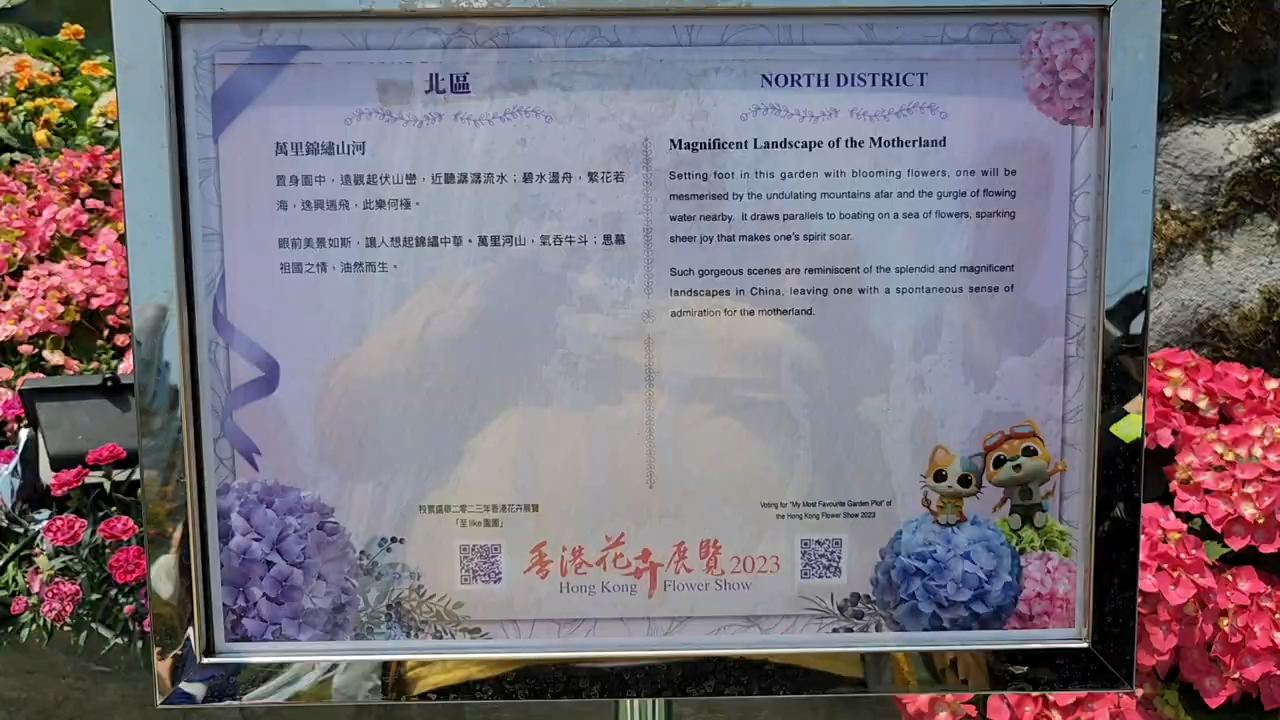 北區
萬里錦繡山河
置身園中，遠觀起伏山巒，近聽潺潺流水；碧水盪舟，繁花若
海，逸興遄飛，此樂何極。
眼前美景如斯，讓人想起錦繡中華。萬里河山，氣吞牛斗；思慕
祖國之情，油然而生。
NORTH DISTRICT
Magnificent Landscape of the Motherland
Setting foot in this garden with blooming flowers, one will be
mesmerised by the undulating mountains afar and the gurgle of flowing
water nearby. It draws parallels to boating on a sea of flowers, sparking
sheer joy that makes one's spirit soar.
Such gorgeous scenes are reminiscent of the splendid and magnificent
landscapes in China, leaving one with a spontaneous sense of
admiration for the motherland.
投票選舉二零二三年香港花卉展覽
「至like園圃」
Voting for "My Most Favourite Garden Plot" of
the Hong Kong Flower Show 2023
香港花卉展覽2023
Hong Kong Flower Show